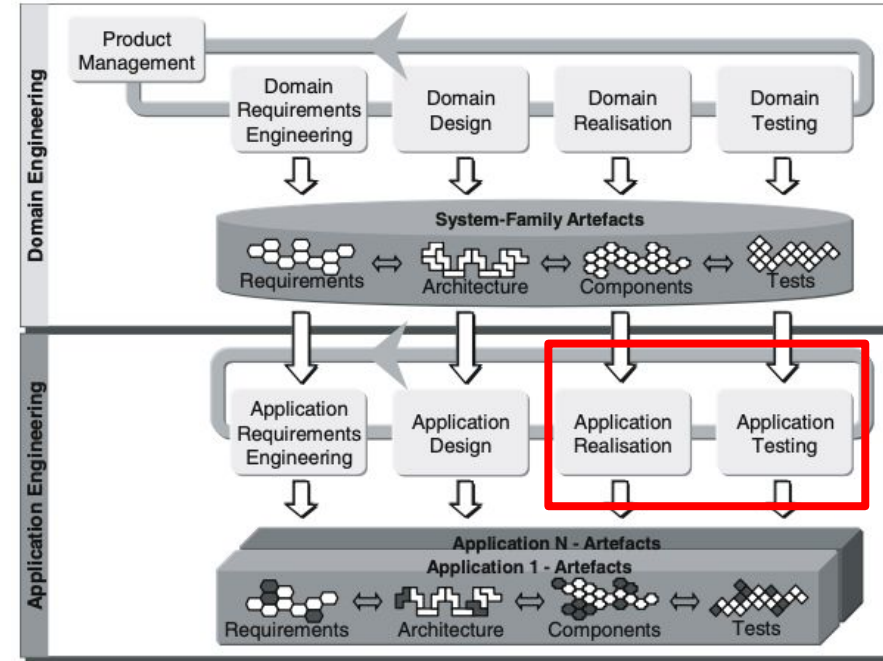 Domain Engineering
Product
Management
Domain
Requirements
Engineering
Domain
Design
Domain
Realisation
Domain
Testing
System-Family Artefacts
Requirements
Architecture
Components
Tests
Application Engineering
Application
Requirements
Engineering
Application
Design
Application
Realisation
Application
Testing
Application N - Artefacts
Application 1 - Artefacts
Requirements
Architecture
Components
Tests